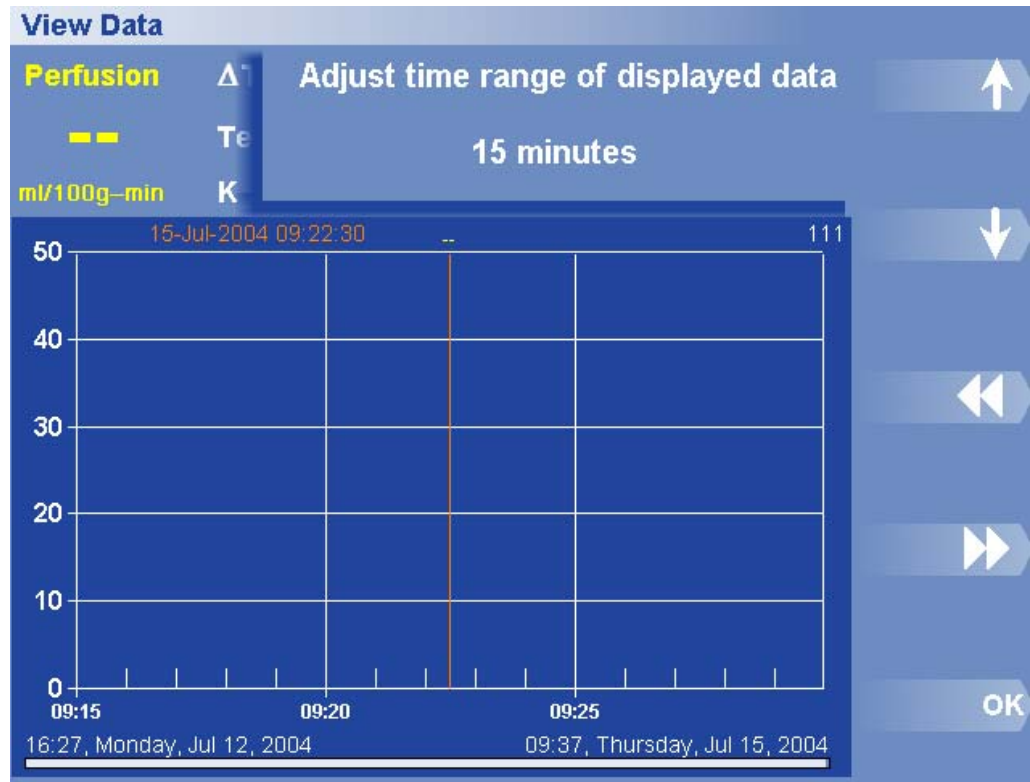 View Data
Perfusion
Δ
Adjust time range of displayed data
--
Te
15 minutes
ml/100g–min
K
15-Jul-2004 09:22:30
--
111
50
40
30
20
10
0
09:15 09:20 09:25
16:27, Monday, Jul 12, 2004
09:37, Thursday, Jul 15, 2004
OK